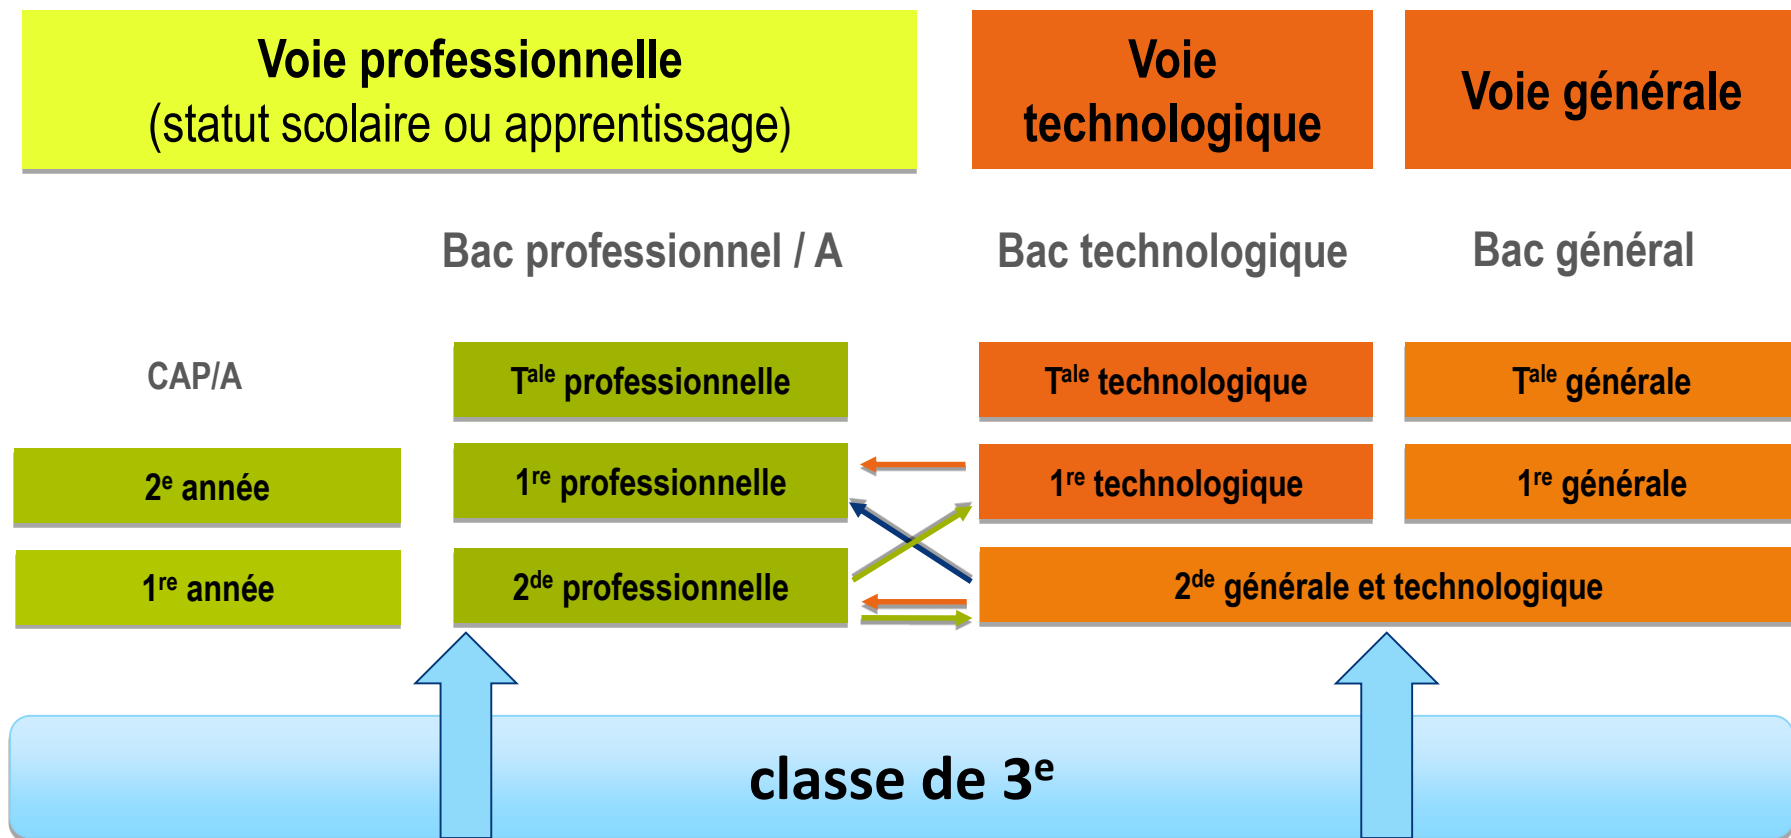 Voie professionnelle
(statut scolaire ou apprentissage)
Voie
technologique
Voie générale
Bac professionnel / A
Bac technologique
Bac général
CAP/A
Tale professionnelle
Tale technologique
Tale générale
2e année
1re professionnelle
1re technologique
1re générale
1re année
2de professionnelle
2de générale et technologique
classe de 3e